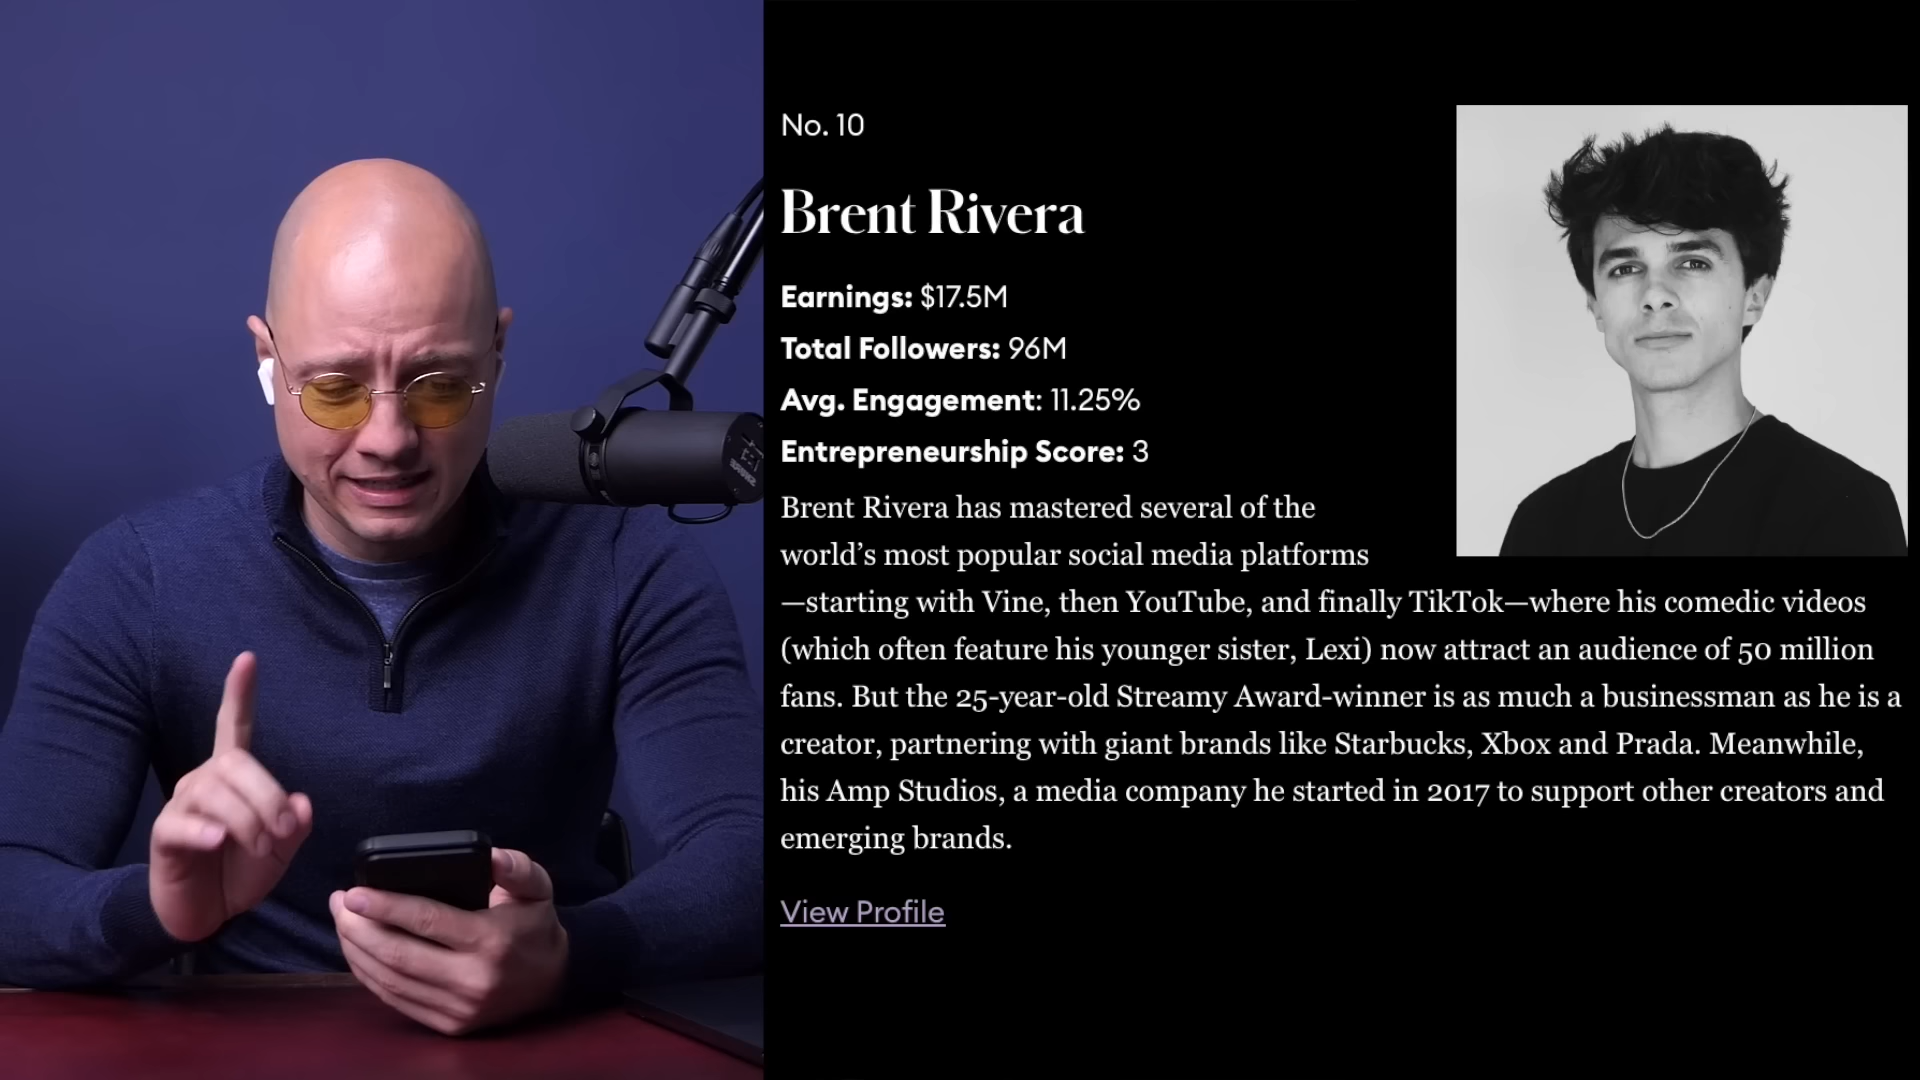 No. 10
Brent Rivera
Earnings: $17.5M
Total Followers: 96M
Avg. Engagement: 11.25%
Entrepreneurship Score: 3
Brent Rivera has mastered several of the
world’s most popular social media platforms
—starting with Vine, then YouTube, and finally TikTok—where his comedic videos
(which often feature his younger sister, Lexi) now attract an audience of 50 million
fans. But the 25-year-old Streamy Award-winner is as much a businessman as he is a
creator, partnering with giant brands like Starbucks, Xbox and Prada. Meanwhile,
his Amp Studios, a media company he started in 2017 to support other creators and
emerging brands.
View Profile